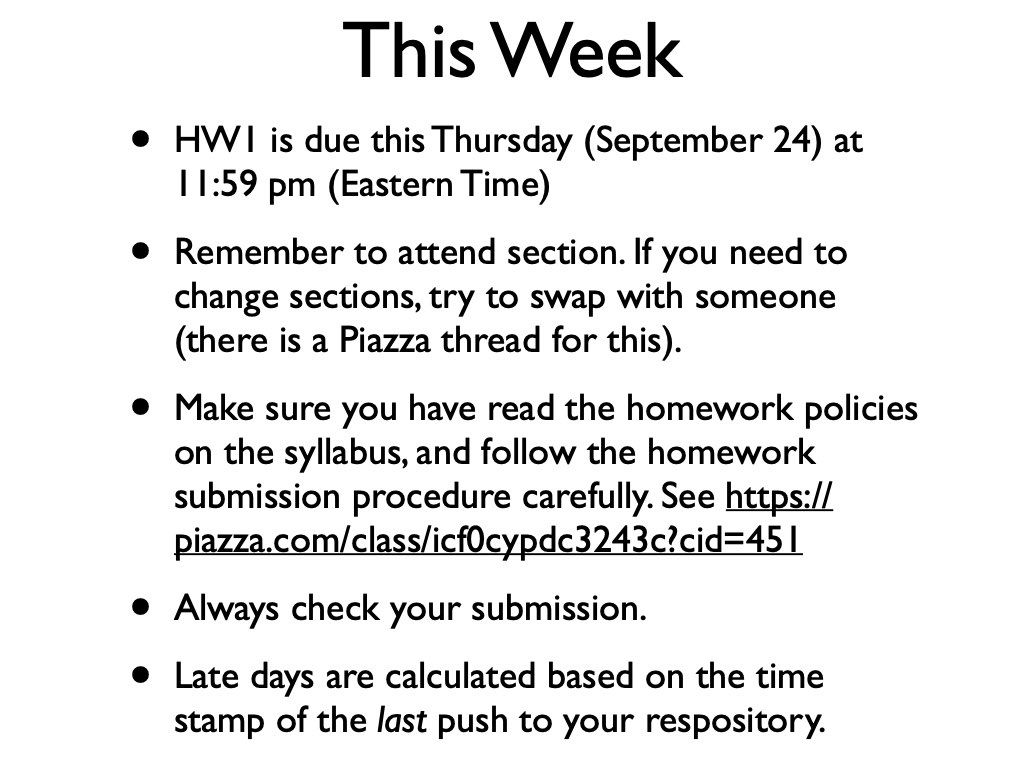 This Week
• HW1 is due this Thursday (September 24) at
11:59 pm (Eastern Time)
• Remember to attend section. If you need to
change sections, try to swap with someone
(there is a Piazza thread for this).
• Make sure you have read the homework policies
on the syllabus, and follow the homework
submission procedure carefully. See https://
piazza.com/class/icf0cypdc3243c?cid=451
• Always check your submission.
• Late days are calculated based on the time
stamp of the last push to your respository.